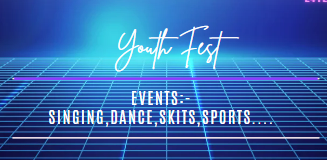 Youth Fest
EVENTS:-
SINGING,DANCE,SKITS,SPORTS....